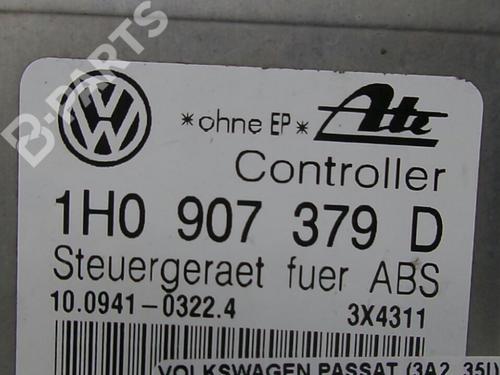 B-PARTS
*ohne EP* Ate
Controller
1H0 907 379 D
Steuergeraet fuer ABS
10.0941-0322.4 3X4311
VOLKSWAGEN PASSAT (3A2, 35I)